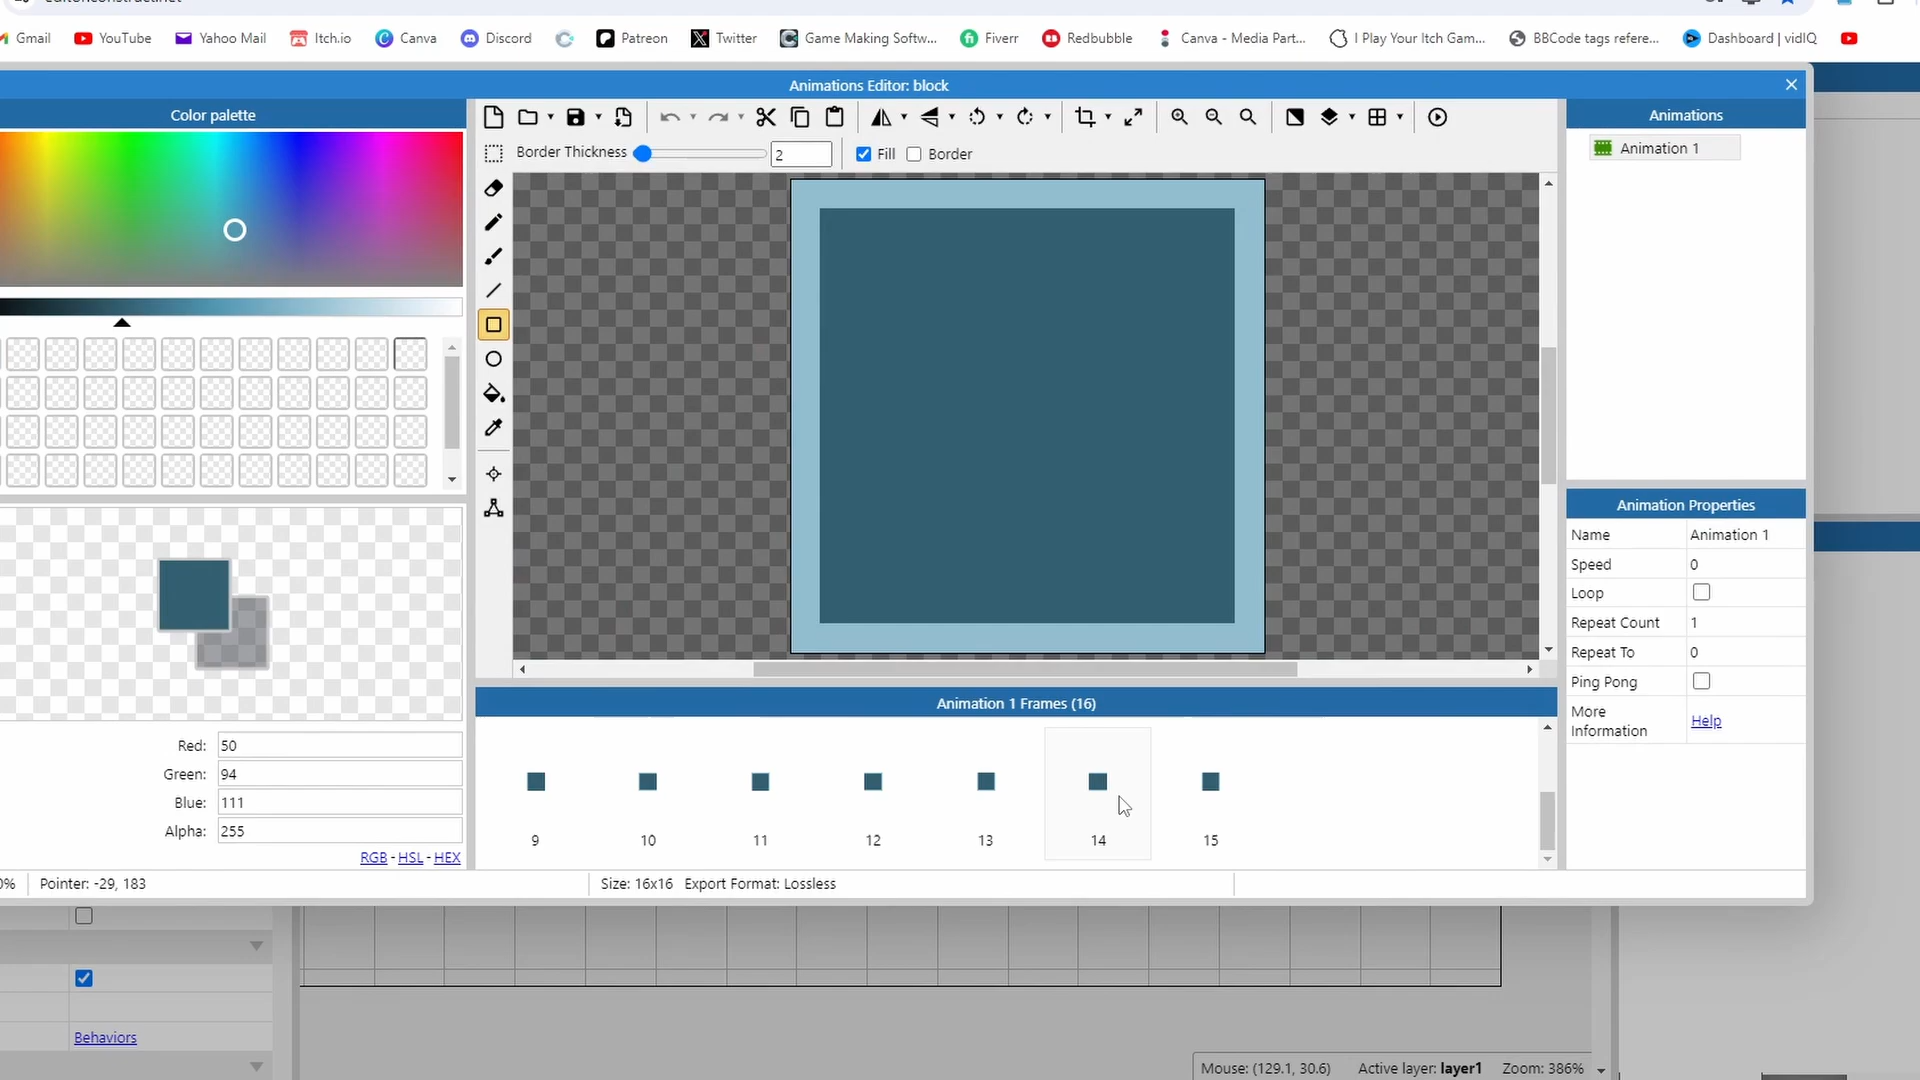 Gmail YouTube Yahoo Mail Itch.io Canva Discord Patreon Twitter Game Making Softw... Fiverr Redbubble Canva - Media Part... I Play Your Itch Gam... BBCode tags refere... Dashboard | vidIQ
Animations Editor: block
Color palette
Animations
Border Thickness 2 Fill Border
Animation 1
Animation Properties
Name Animation 1
Speed 0
Loop
Repeat Count 1
Repeat To 0
Ping Pong
More
Information
Help
Animation 1 Frames (16)
9 10 11 12 13 14 15
Red: 50
Green: 94
Blue: 111
Alpha: 255
RGB - HSL - HEX
Pointer: -29, 183
Size: 16x16 Export Format: Lossless
Behaviors
Mouse: (129.1, 30.6) Active layer: layer1 Zoom: 386%